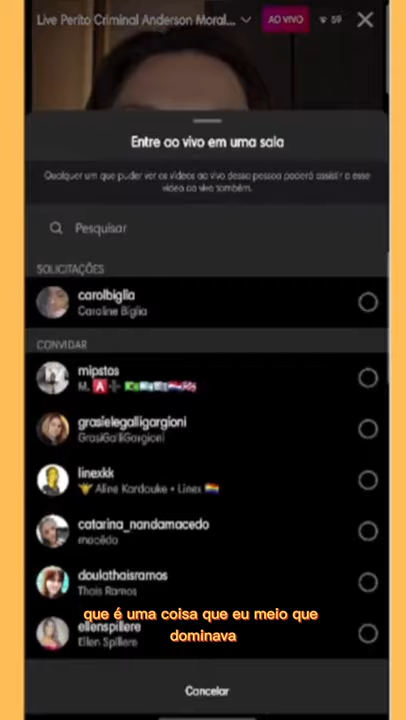 Live Perito Criminal Anderson Moral...
AO VIVO
59
Entre ao vivo em uma sala
Qualquer um que puder ver os vídeos ao vivo dessa pessoa poderá assistir a esse
vídeo ao vivo também.
Pesquisar
SOLICITAÇÕES
carolbiglia
Caroline Biglia
CONVIDAR
mipstos
M. A
grasielegalligargioni
GrasiGalliGargioni
linexkk
Aline Kardouke • Linex
catarina_nandamacedo
macêdo
doulathaisramos
Thais Ramos
que é uma coisa que eu meio que
dominava
ellenspillere
Ellen Spillere
Cancelar